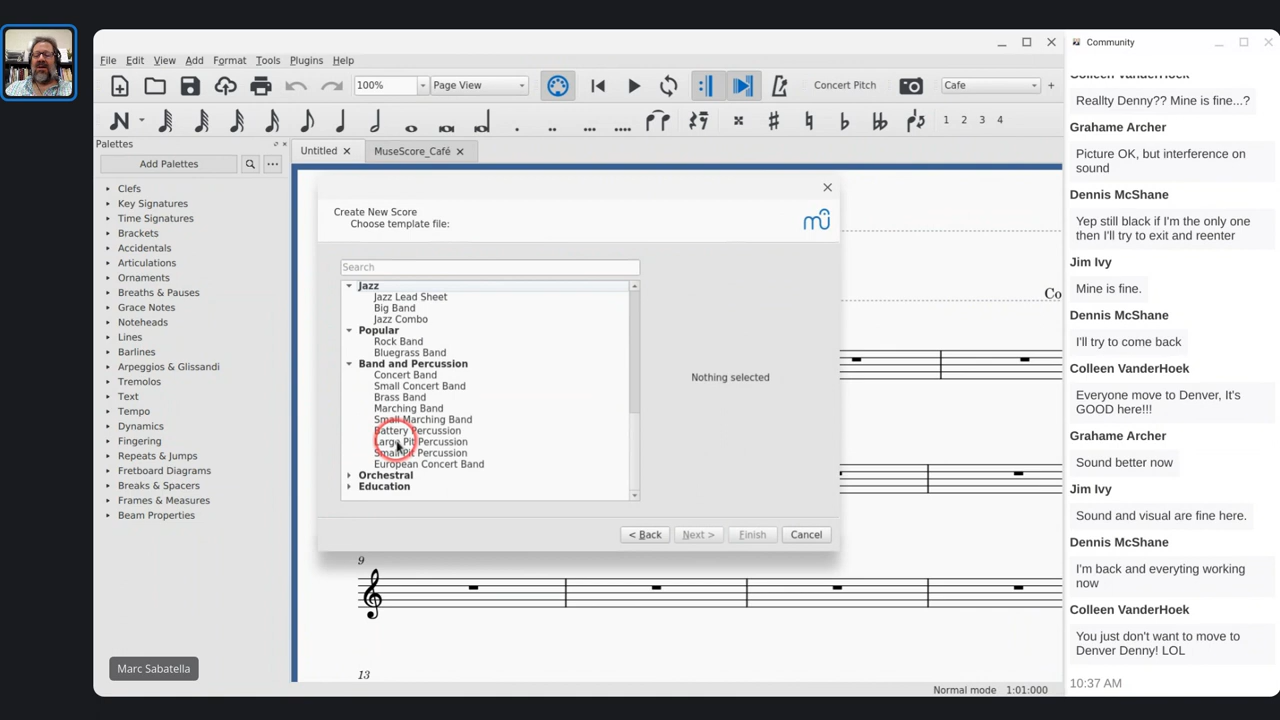 Community
File Edit View Add Format Tools Plugins Help
100% Page View Concert Pitch Cafe +
1 2 3 4
Palettes
Untitled MuseScore_Café
Add Palettes ...
Clefs
Key Signatures
Time Signatures
Brackets
Accidentals
Articulations
Ornaments
Breaths & Pauses
Grace Notes
Noteheads
Lines
Barlines
Arpeggios & Glissandi
Tremolos
Text
Tempo
Dynamics
Fingering
Repeats & Jumps
Fretboard Diagrams
Breaks & Spacers
Frames & Measures
Beam Properties
Create New Score
Choose template file:
mu
Search
Jazz
Jazz Lead Sheet
Big Band
Jazz Combo
Popular
Rock Band
Bluegrass Band
Band and Percussion
Concert Band
Small Concert Band
Brass Band
Marching Band
Small Marching Band
Battery Percussion
Large Pit Percussion
Small Pit Percussion
European Concert Band
Orchestral
Education
Nothing selected
< Back Next > Finish Cancel
Co
9
13
Marc Sabatella
Normal mode 1:01:000
Colleen VanderHoek
Reallty Denny?? Mine is fine...?
Grahame Archer
Picture OK, but interference on
sound
Dennis McShane
Yep still black if I'm the only one
then I'll try to exit and reenter
Jim Ivy
Mine is fine.
Dennis McShane
I'll try to come back
Colleen VanderHoek
Everyone move to Denver, It's
GOOD here!!!
Grahame Archer
Sound better now
Jim Ivy
Sound and visual are fine here.
Dennis McShane
I'm back and everyting working
now
Colleen VanderHoek
You just don't want to move to
Denver Denny! LOL
10:37 AM